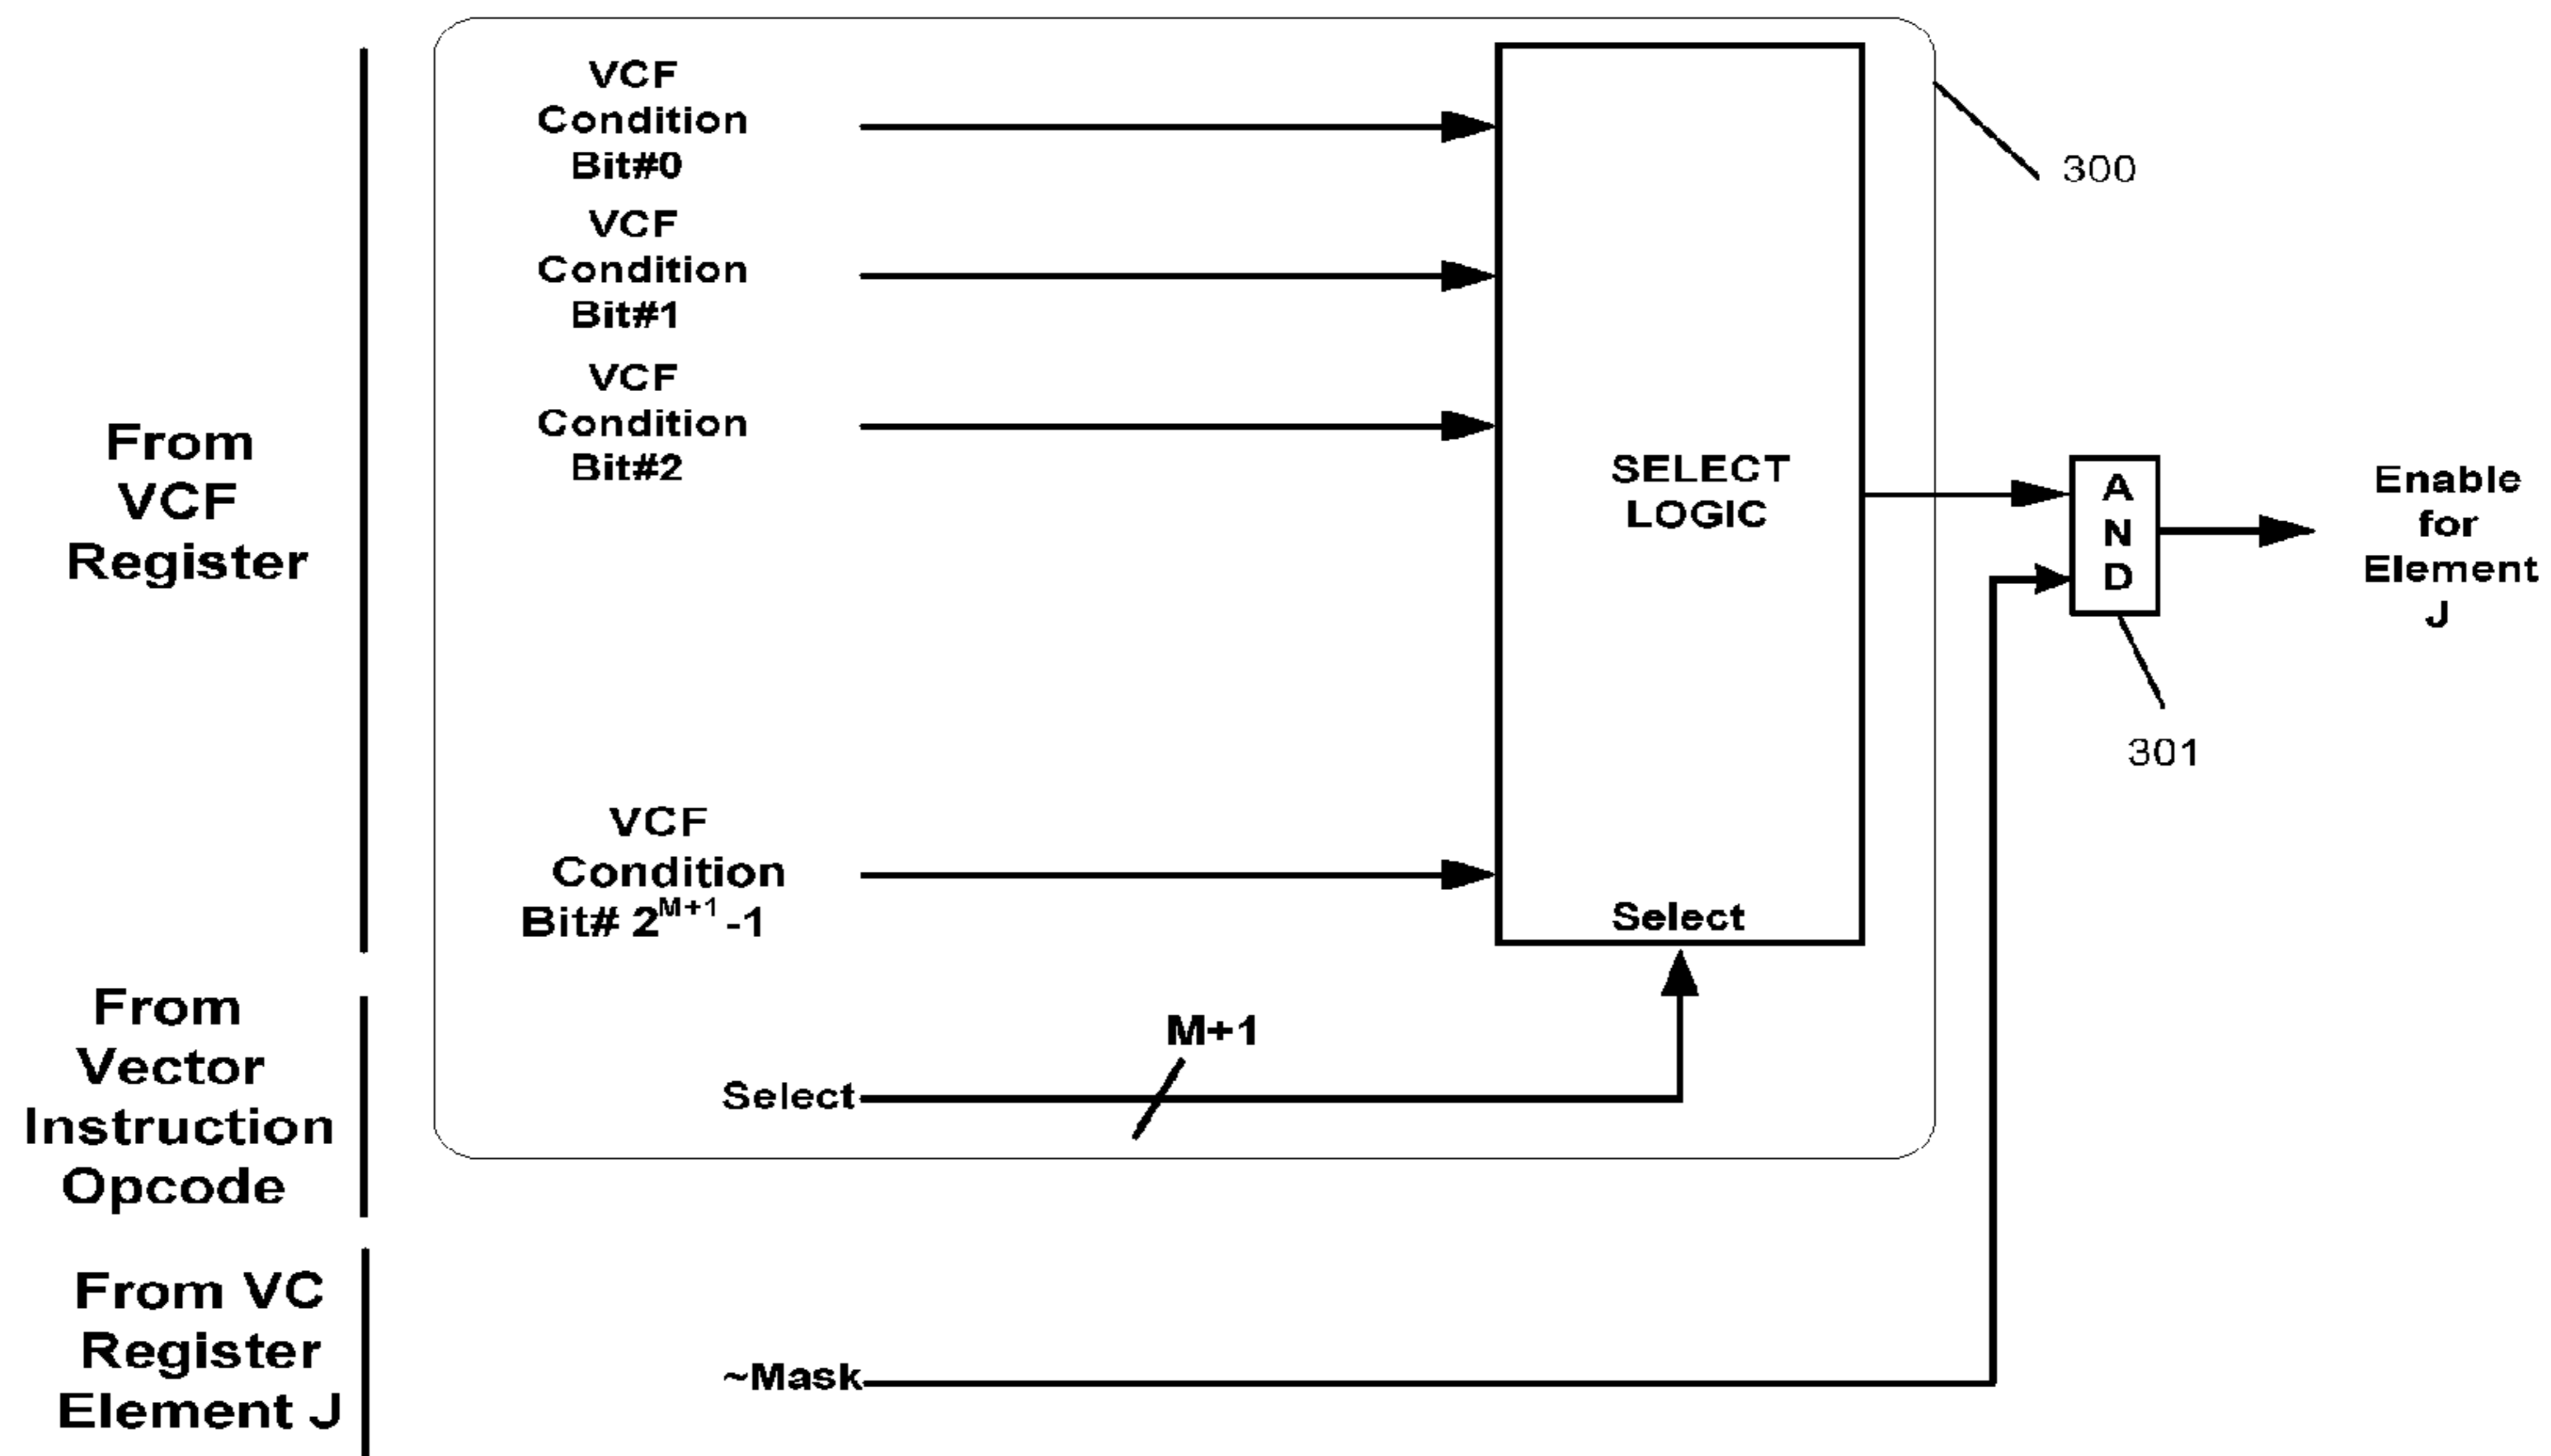 From
VCF
Register
VCF
Condition
Bit#0
VCF
Condition
Bit#1
VCF
Condition
Bit#2
VCF
Condition
Bit# 2^M+1 -1
SELECT
LOGIC
Select
300
A
N
D
301
Enable
for
Element
J
From
Vector
Instruction
Opcode
M+1
Select
From VC
Register
Element J
~Mask